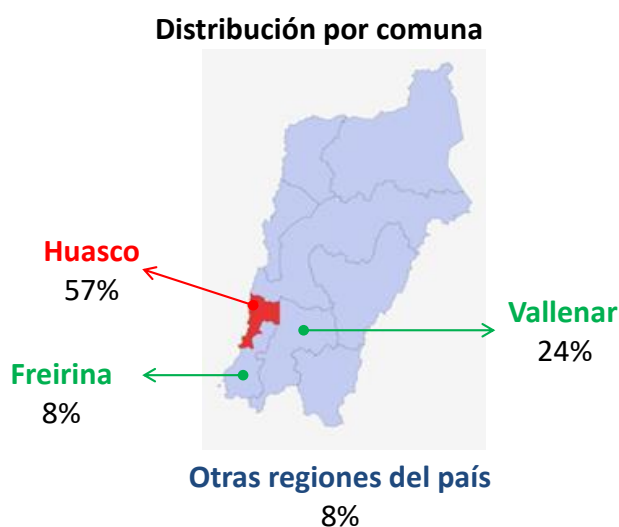 Distribución por comuna
Huasco
57%
Vallenar
24%
Freirina
8%
Otras regiones del país
8%